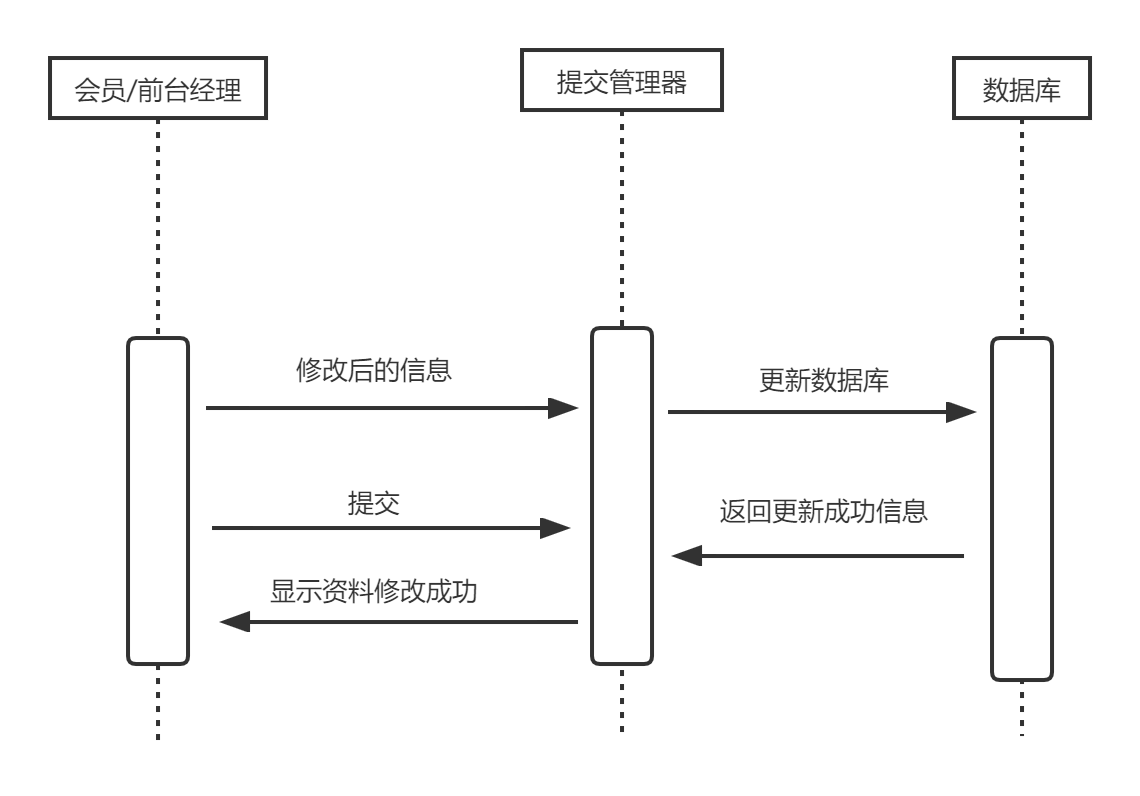 会员/前台经理
提交管理器
数据库
修改后的信息
更新数据库
提交
返回更新成功信息
显示资料修改成功